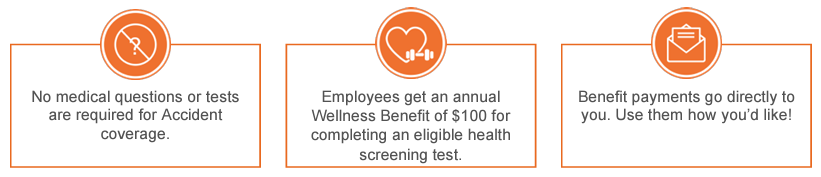 No medical questions or tests
are required for Accident
coverage.
Employees get an annual
Wellness Benefit of $100 for
completing an eligible health
screening test.
Benefit payments go directly to
you. Use them how you’d like!